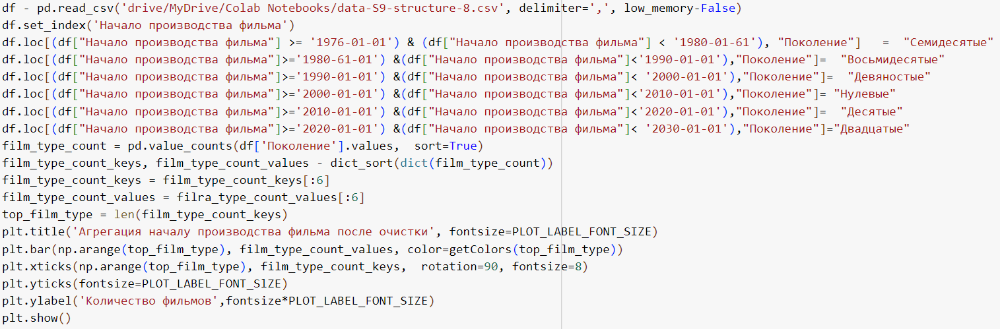 df - pd.read_csv('drive/MyDrive/Colab Notebooks/data-S9-structure-8.csv', delimiter=',', low_memory-False)
df.set_index('Начало производства фильма')
df.loc[(df["Начало производства фильма"] >= '1976-01-01') & (df["Начало производства фильма"] < '1980-01-61'), "Поколение"]   =  "Семидесятые"
df.loc[(df["Начало производства фильма"]>='1980-61-01') &(df["Начало производства фильма"]<'1990-01-01'),"Поколение"]=  "Восьмидесятые"
df.loc[(df["Начало производства фильма"]>='1990-01-01') &(df["Начало производства фильма"]< '2000-01-01'),"Поколение"]=  "Девяностые"
df.loc[(df["Начало производства фильма"]>='2000-01-01') &(df["Начало производства фильма"]<'2010-01-01'),"Поколение"]= "Нулевые"
df.loc[(df["Начало производства фильма"]>='2010-01-01') &(df["Начало производства фильма"]<'2020-01-01'),"Поколение"]=  "Десятые"
df.loc[(df["Начало производства фильма"]>='2020-01-01') &(df["Начало производства фильма"]< '2030-01-01'),"Поколение"]="Двадцатые"
film_type_count = pd.value_counts(df['Поколение'].values,  sort=True)
film_type_count_keys, film_type_count_values - dict_sort(dict(film_type_count))
film_type_count_keys = film_type_count_keys[:6]
film_type_count_values = filra_type_count_values[:6]
top_film_type = len(film_type_count_keys)
plt.title('Агрегация началу производства фильма после очистки', fontsize=PLOT_LABEL_FONT_SIZE)
plt.bar(np.arange(top_film_type), film_type_count_values, color=getColors(top_film_type))
plt.xticks(np.arange(top_film_type), film_type_count_keys,  rotation=90, fontsize=8)
plt.yticks(fontsize=PLOT_LABEL_FONT_SlZE)
plt.ylabel('Количество фильмов',fontsize*PLOT_LABEL_FONT_SIZE)
plt.show()